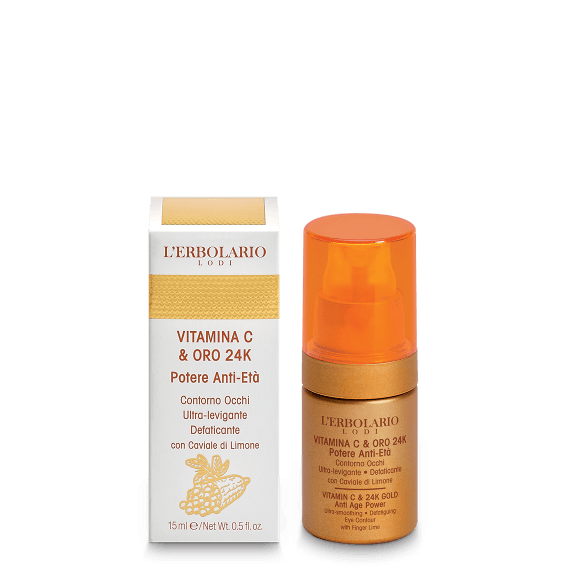 L'ERBOLARIO
LODI
VITAMINA C
& ORO 24K
Potere Anti-Età
Contorno Occhi
Ultra-levigante
Defaticante
con Caviale di Limone
15 ml e / Net Wt. 0.5 fl. oz.
L'ERBOLARIO
LODI
VITAMINA C & ORO 24K
Potere Anti-Età
Contorno Occhi
Ultra-levigante • Defaticante
con Caviale di Limone
VITAMIN C & 24K GOLD
Anti Age Power
Ultra-smoothing • Defatiguing
Eye Contour
with Finger Lime